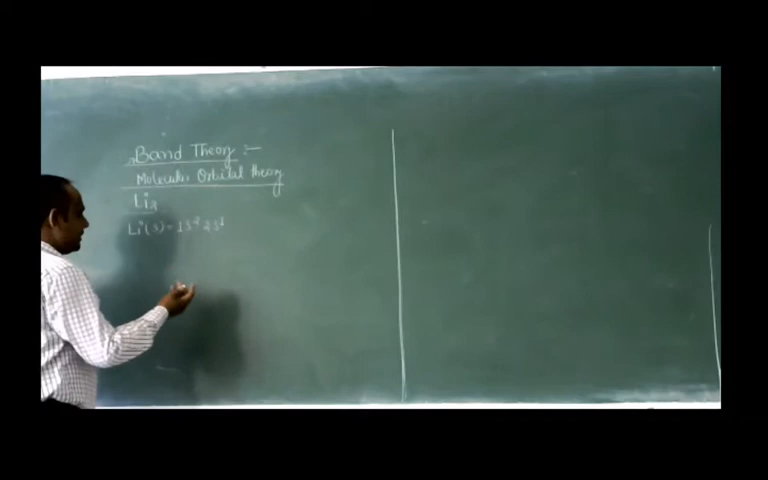 Band Theory :-
Molecular Orbital theory
Li₂
Li(3) = 1S² 2S¹